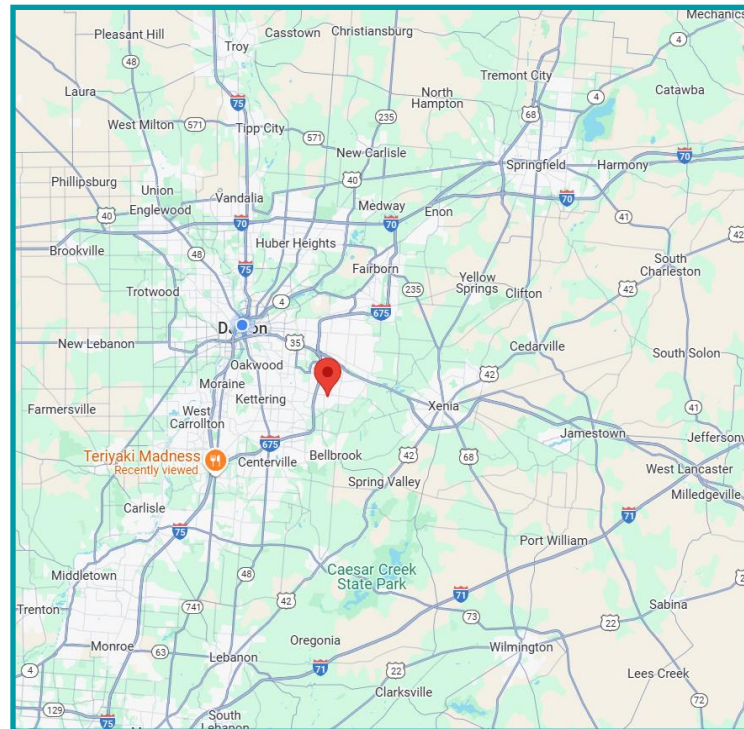 Pleasant Hill
Casstown
Christiansburg
Mechanics
4
48
Troy
Laura
75
Tremont City
Catawba
North
Hampton
4
68
West Milton
571
Tipp City
571
235
New Carlisle
Springfield
Harmony
70
Phillipsburg
Union
40
40
Vandalia
Medway
Enon
70
40
Englewood
70
70
41
Brookville
48
Huber Heights
South
Charleston
75
Fairborn
42
Trotwood
4
235
Yellow
Springs
Clifton
42
675
New Lebanon
35
Cedarville
South Solon
Oakwood
42
Moraine
Farmersville
West
Carrollton
Kettering
Xenia
41
Jamestown
Jeffersonv
675
Teriyaki Madness
Recently viewed
Centerville
Bellbrook
42
68
West Lancaster
Spring Valley
Milledgeville
Carlisle
71
75
Port William
Middletown
Caesar Creek
State Park
48
42
71
Sabina
Trenton
741
73
22
22
Monroe
63
Oregonia
Wilmington
4
Lebanon
71
22
Lees Creek
Clarksville
72
129
75
South
Lebanon